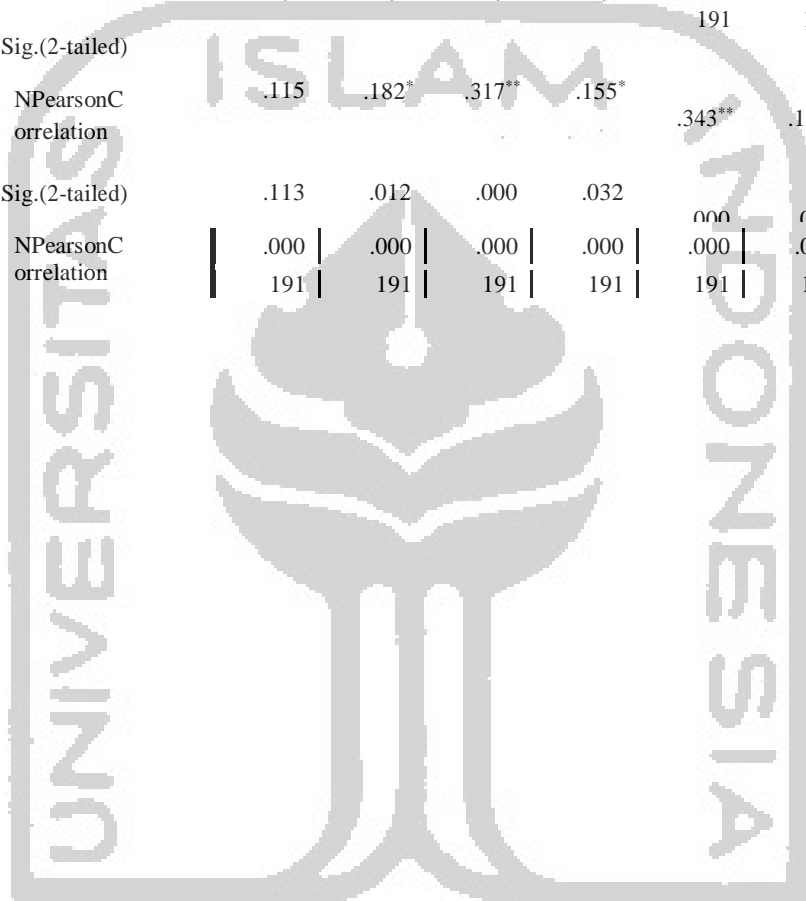 191
Sig.(2-tailed)
NPearsonC
orrelation
.115 .182* .317** .155* .343**
Sig.(2-tailed) .113 .012 .000 .032 .000
NPearsonC
orrelation
.000 .000 .000 .000 .000
191 191 191 191 191
ISLAM
UNIVERSITAS
INDONESIA